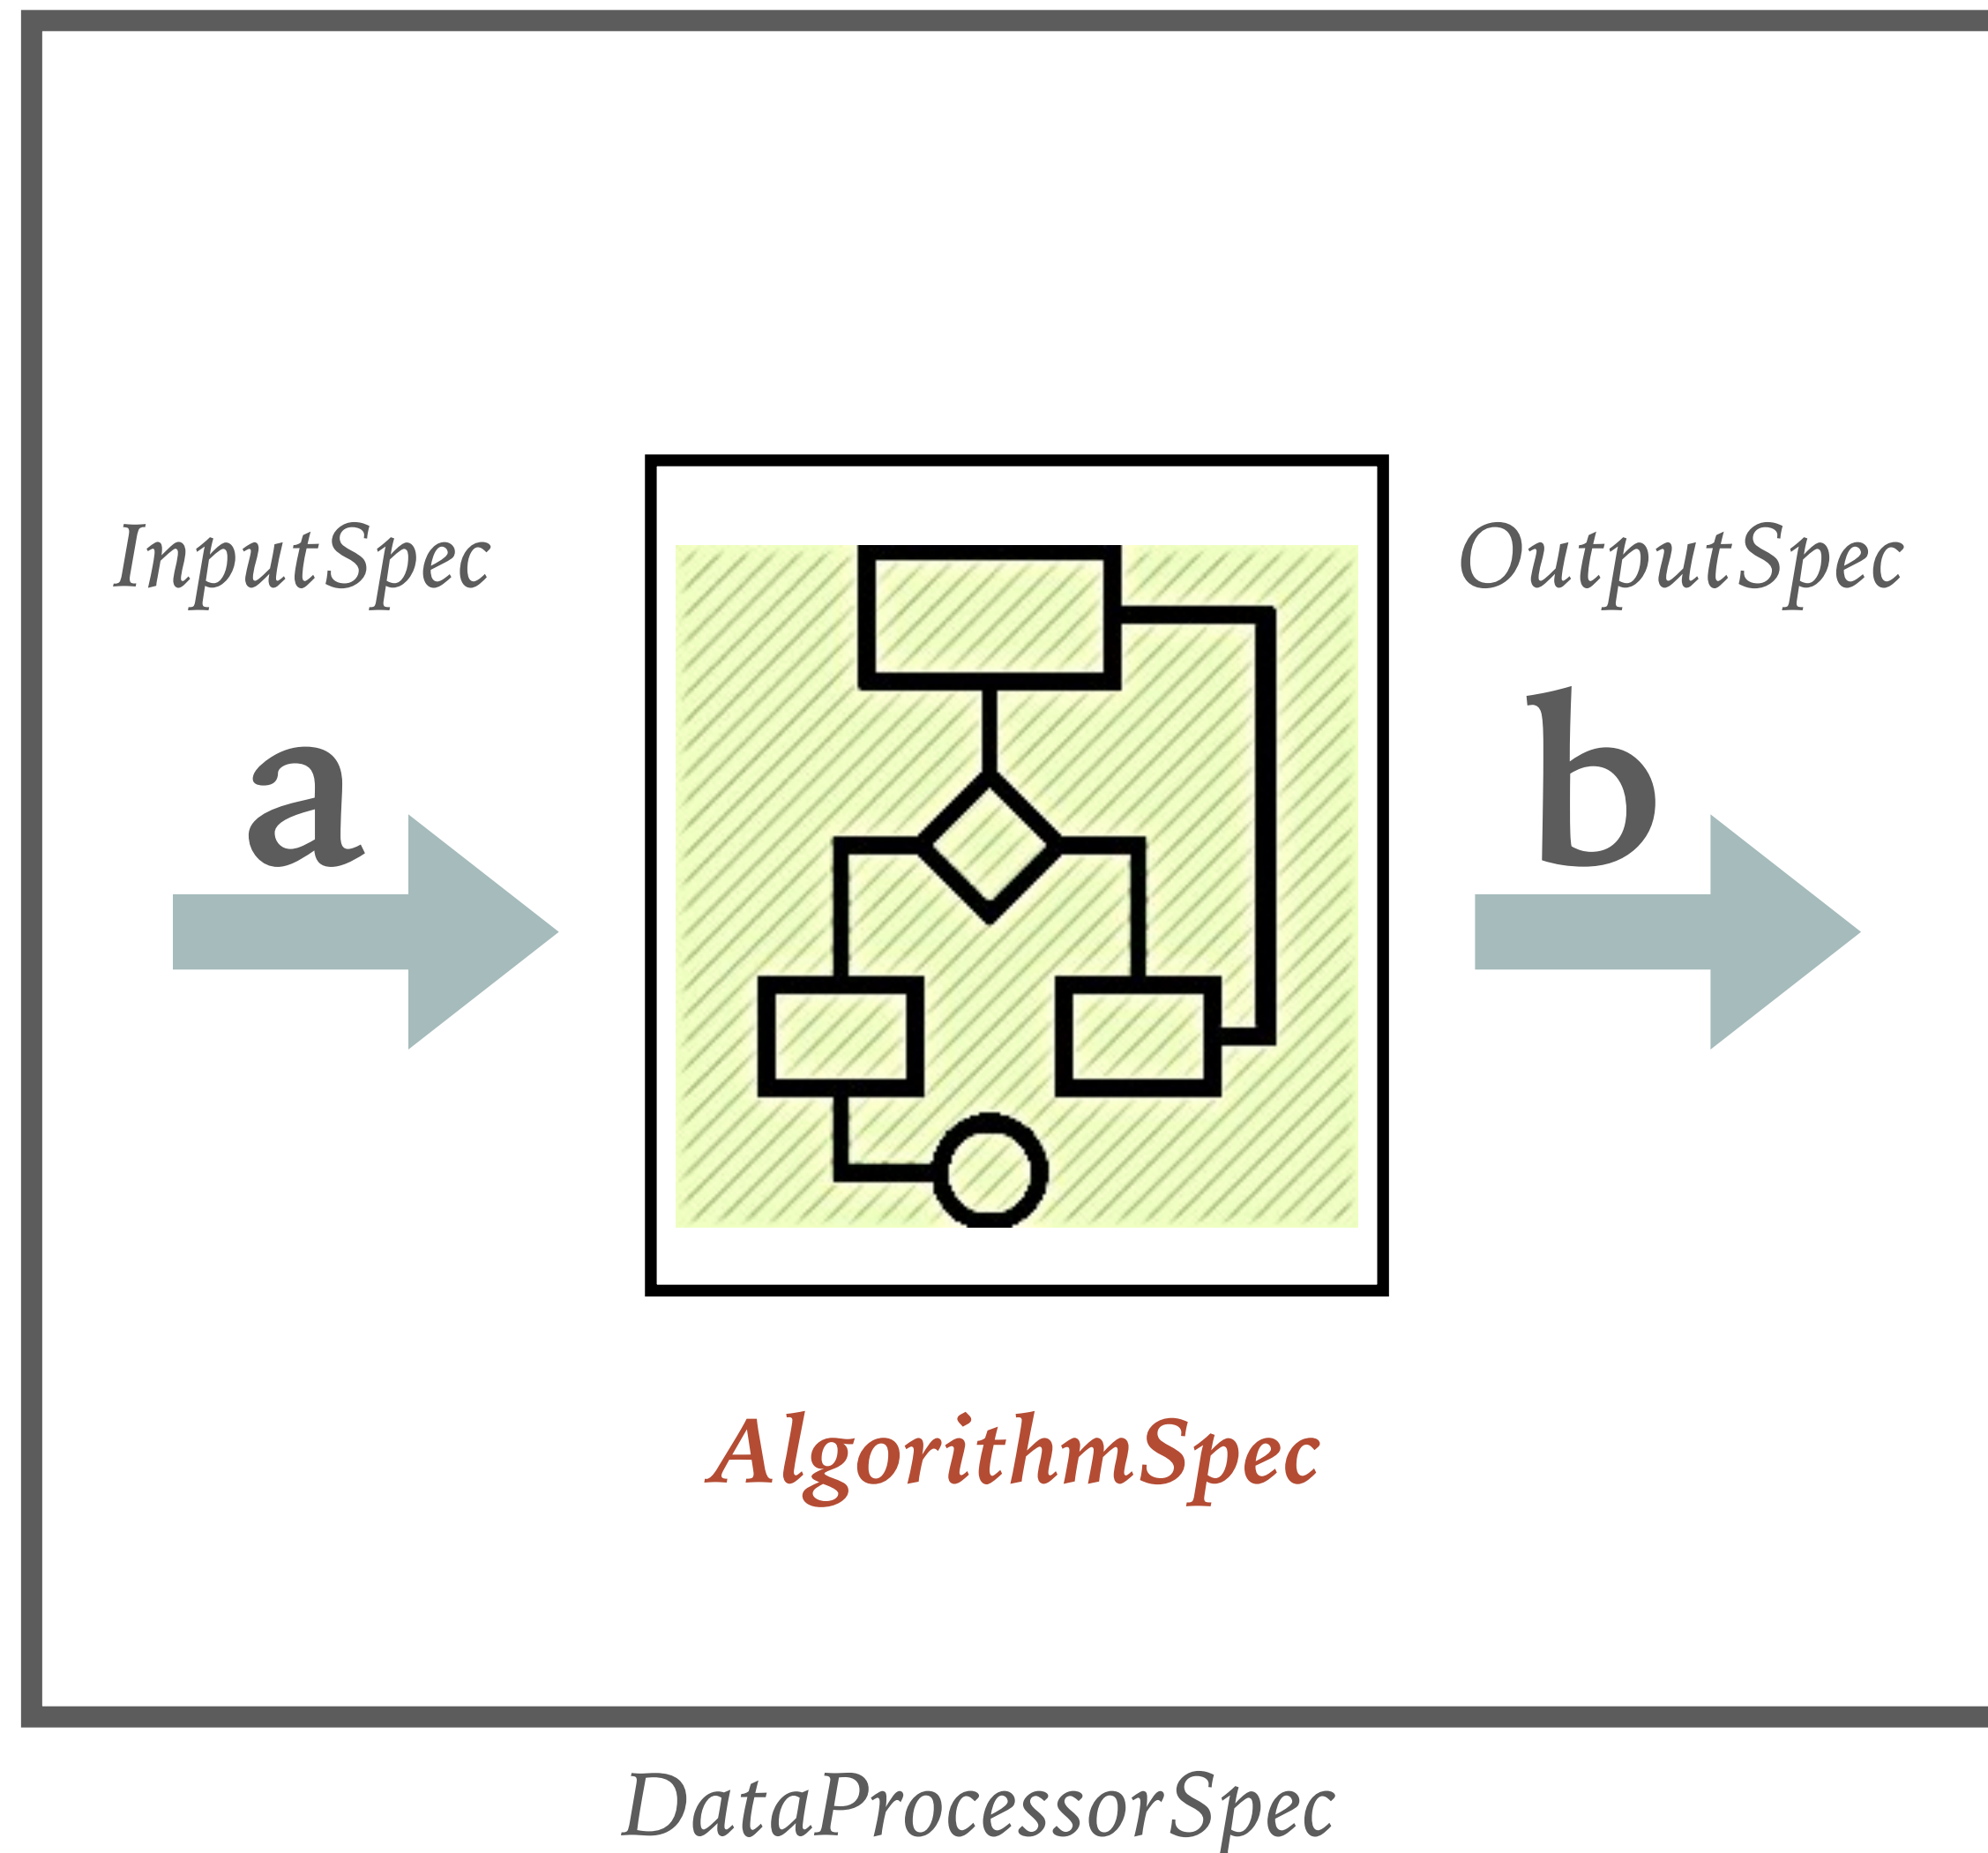 InputSpec
OutputSpec
a
b
AlgorithmSpec
DataProcessorSpec